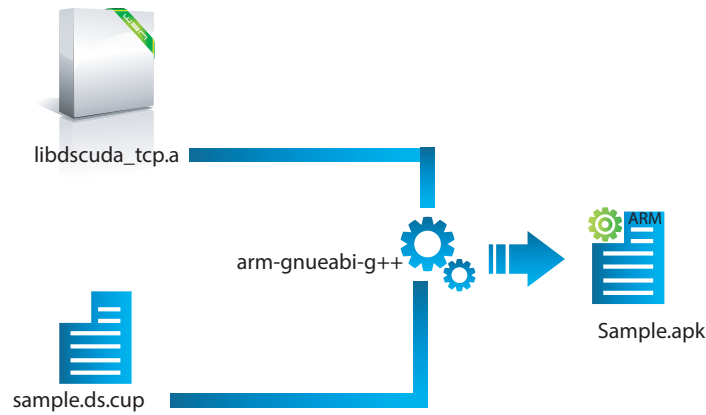 libdscuda_tcp.a
arm-gnueabi-g++
ARM
Sample.apk
sample.ds.cup